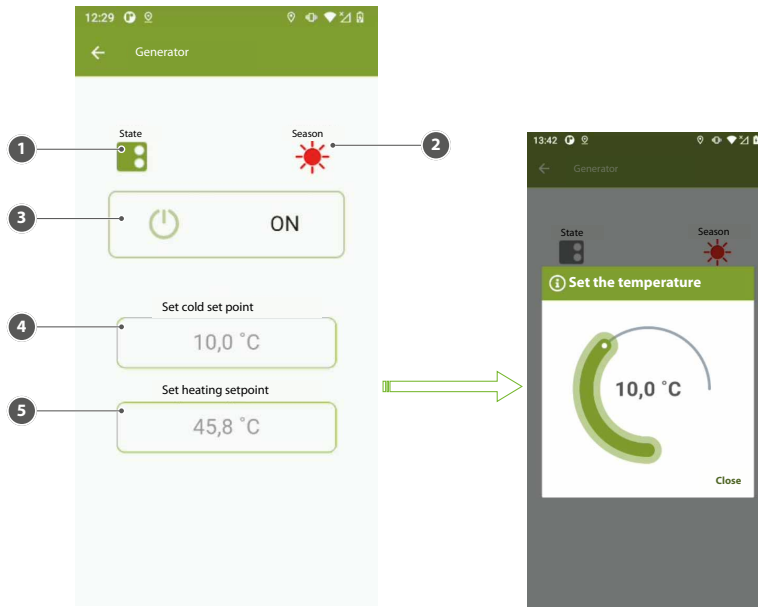 12:29
Generator
State
Season
1
2
3
ON
Set cold set point
4
10,0 °C
Set heating setpoint
5
45,8 °C
13:42
Generator
State
Season
Set the temperature
10,0 °C
Close